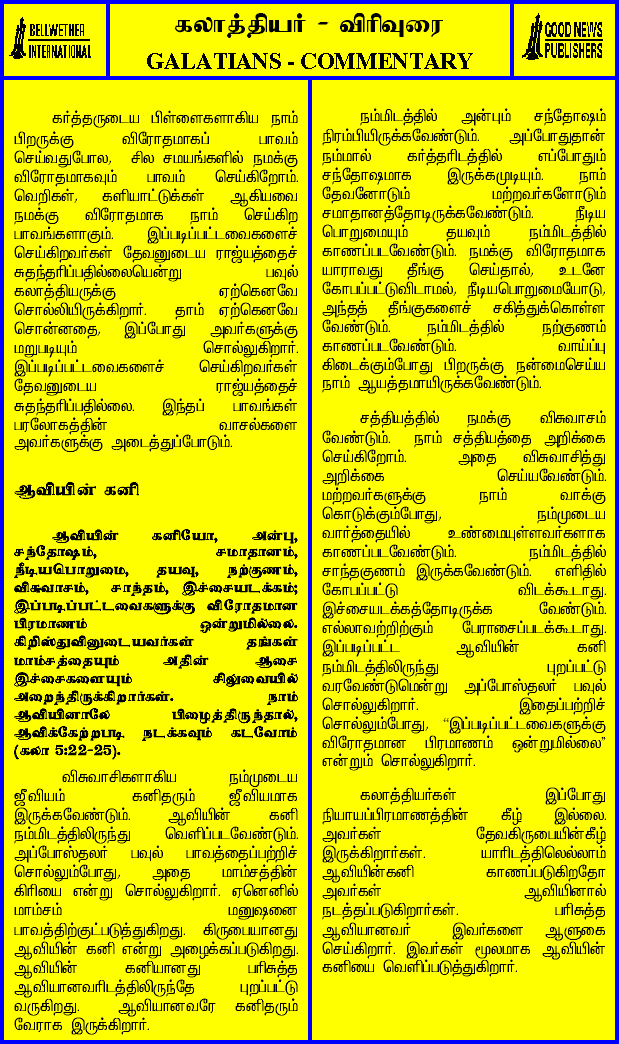 BELLWETHER
INTERNATIONAL
கலாத்தியர் - விரிவுரை
GALATIANS - COMMENTARY
GOOD NEWS
PUBLISHERS
கர்த்தருடைய பிள்ளைகளாகிய நாம்
பிறருக்கு விரோதமாகப் பாவம்
செய்வதுபோல, சில சமயங்களில் நமக்கு
விரோதமாகவும் பாவம் செய்கிறோம்.
வெறிகள், களியாட்டுக்கள் ஆகியவை
நமக்கு விரோதமாக நாம் செய்கிற
பாவங்களாகும். இப்படிப்பட்டவைகளைச்
செய்கிறவர்கள் தேவனுடைய ராஜ்யத்தைச்
சுதந்தரிப்பதில்லையென்று பவுல்
கலாத்தியருக்கு ஏற்கெனவே
சொல்லியிருக்கிறார். தாம் ஏற்கெனவே
சொன்னதை, இப்போது அவர்களுக்கு
மறுபடியும் சொல்லுகிறார்.
இப்படிப்பட்டவைகளைச் செய்கிறவர்கள்
தேவனுடைய ராஜ்யத்தைச்
சுதந்தரிப்பதில்லை. இந்தப் பாவங்கள்
பரலோகத்தின் வாசல்களை
அவர்களுக்கு அடைத்துப்போடும்.
ஆவியின் கனி
ஆவியின் கனியோ, அன்பு,
சந்தோஷம், சமாதானம்,
நீடியபொறுமை, தயவு, நற்குணம்,
விசுவாசம், சாந்தம், இச்சையடக்கம்;
இப்படிப்பட்டவைகளுக்கு விரோதமான
பிரமாணம் ஒன்றுமில்லை.
கிறிஸ்துவினுடையவர்கள் தங்கள்
மாம்சத்தையும் அதின் ஆசை
இச்சைகளையும் சிலுவையில்
அறைந்திருக்கிறார்கள். நாம்
ஆவியினாலே பிழைத்திருந்தால்,
ஆவிக்கேற்றபடி நடக்கவும் கடவோம்
(கலா 5:22-25).
விசுவாசிகளாகிய நம்முடைய
ஜீவியம் கனிதரும் ஜீவியமாக
இருக்கவேண்டும். ஆவியின் கனி
நம்மிடத்திலிருந்து வெளிப்படவேண்டும்.
அப்போஸ்தலர் பவுல் பாவத்தைப்பற்றிச்
சொல்லும்போது, அதை மாம்சத்தின்
கிரியை என்று சொல்லுகிறார். ஏனெனில்
மாம்சம் மனுஷனை
பாவத்திற்குட்படுத்துகிறது. கிருபையானது
ஆவியின் கனி என்று அழைக்கப்படுகிறது.
ஆவியின் கனியானது பரிசுத்த
ஆவியானவரிடத்திலிருந்தே புறப்பட்டு
வருகிறது. ஆவியானவரே கனிதரும்
வேராக இருக்கிறார்.
நம்மிடத்தில் அன்பும் சந்தோஷம்
நிரம்பியிருக்கவேண்டும். அப்போதுதான்
நம்மால் கர்த்தரிடத்தில் எப்போதும்
சந்தோஷமாக இருக்கமுடியும். நாம்
தேவனோடும் மற்றவர்களோடும்
சமாதானத்தோடிருக்கவேண்டும். நீடிய
பொறுமையும் தயவும் நம்மிடத்தில்
காணப்படவேண்டும். நமக்கு விரோதமாக
யாராவது தீங்கு செய்தால், உடனே
கோபப்பட்டுவிடாமல், நீடியபொறுமையோடு,
அந்தத் தீங்குகளைச் சகித்துக்கொள்ள
வேண்டும். நம்மிடத்தில் நற்குணம்
காணப்படவேண்டும். வாய்ப்பு
கிடைக்கும்போது பிறருக்கு நன்மைசெய்ய
நாம் ஆயத்தமாயிருக்கவேண்டும்.
சத்தியத்தில் நமக்கு விசுவாசம்
வேண்டும். நாம் சத்தியத்தை அறிக்கை
செய்கிறோம். அதை விசுவாசித்து
அறிக்கை செய்யவேண்டும்.
மற்றவர்களுக்கு நாம் வாக்கு
கொடுக்கும்போது, நம்முடைய
வார்த்தையில் உண்மையுள்ளவர்களாக
காணப்படவேண்டும். நம்மிடத்தில்
சாந்தகுணம் இருக்கவேண்டும். எளிதில்
கோபப்பட்டு விடக்கூடாது.
இச்சையடக்கத்தோடிருக்க வேண்டும்.
எல்லாவற்றிற்கும் பேராசைப்படக்கூடாது.
இப்படிப்பட்ட ஆவியின் கனி
நம்மிடத்திலிருந்து புறப்பட்டு
வரவேண்டுமென்று அப்போஸ்தலர் பவுல்
சொல்லுகிறார். இதைப்பற்றிச்
சொல்லும்போது, “இப்படிப்பட்டவைகளுக்கு
விரோதமான பிரமாணம் ஒன்றுமில்லை”
என்றும் சொல்லுகிறார்.
கலாத்தியர்கள் இப்போது
நியாயப்பிரமாணத்தின் கீழ் இல்லை.
அவர்கள் தேவகிருபையின்கீழ்
இருக்கிறார்கள். யாரிடத்திலெல்லாம்
ஆவியின்கனி காணப்படுகிறதோ
அவர்கள் ஆவியினால்
நடத்தப்படுகிறார்கள். பரிசுத்த
ஆவியானவர் இவர்களை ஆளுகை
செய்கிறார். இவர்கள் மூலமாக ஆவியின்
கனியை வெளிப்படுத்துகிறார்.